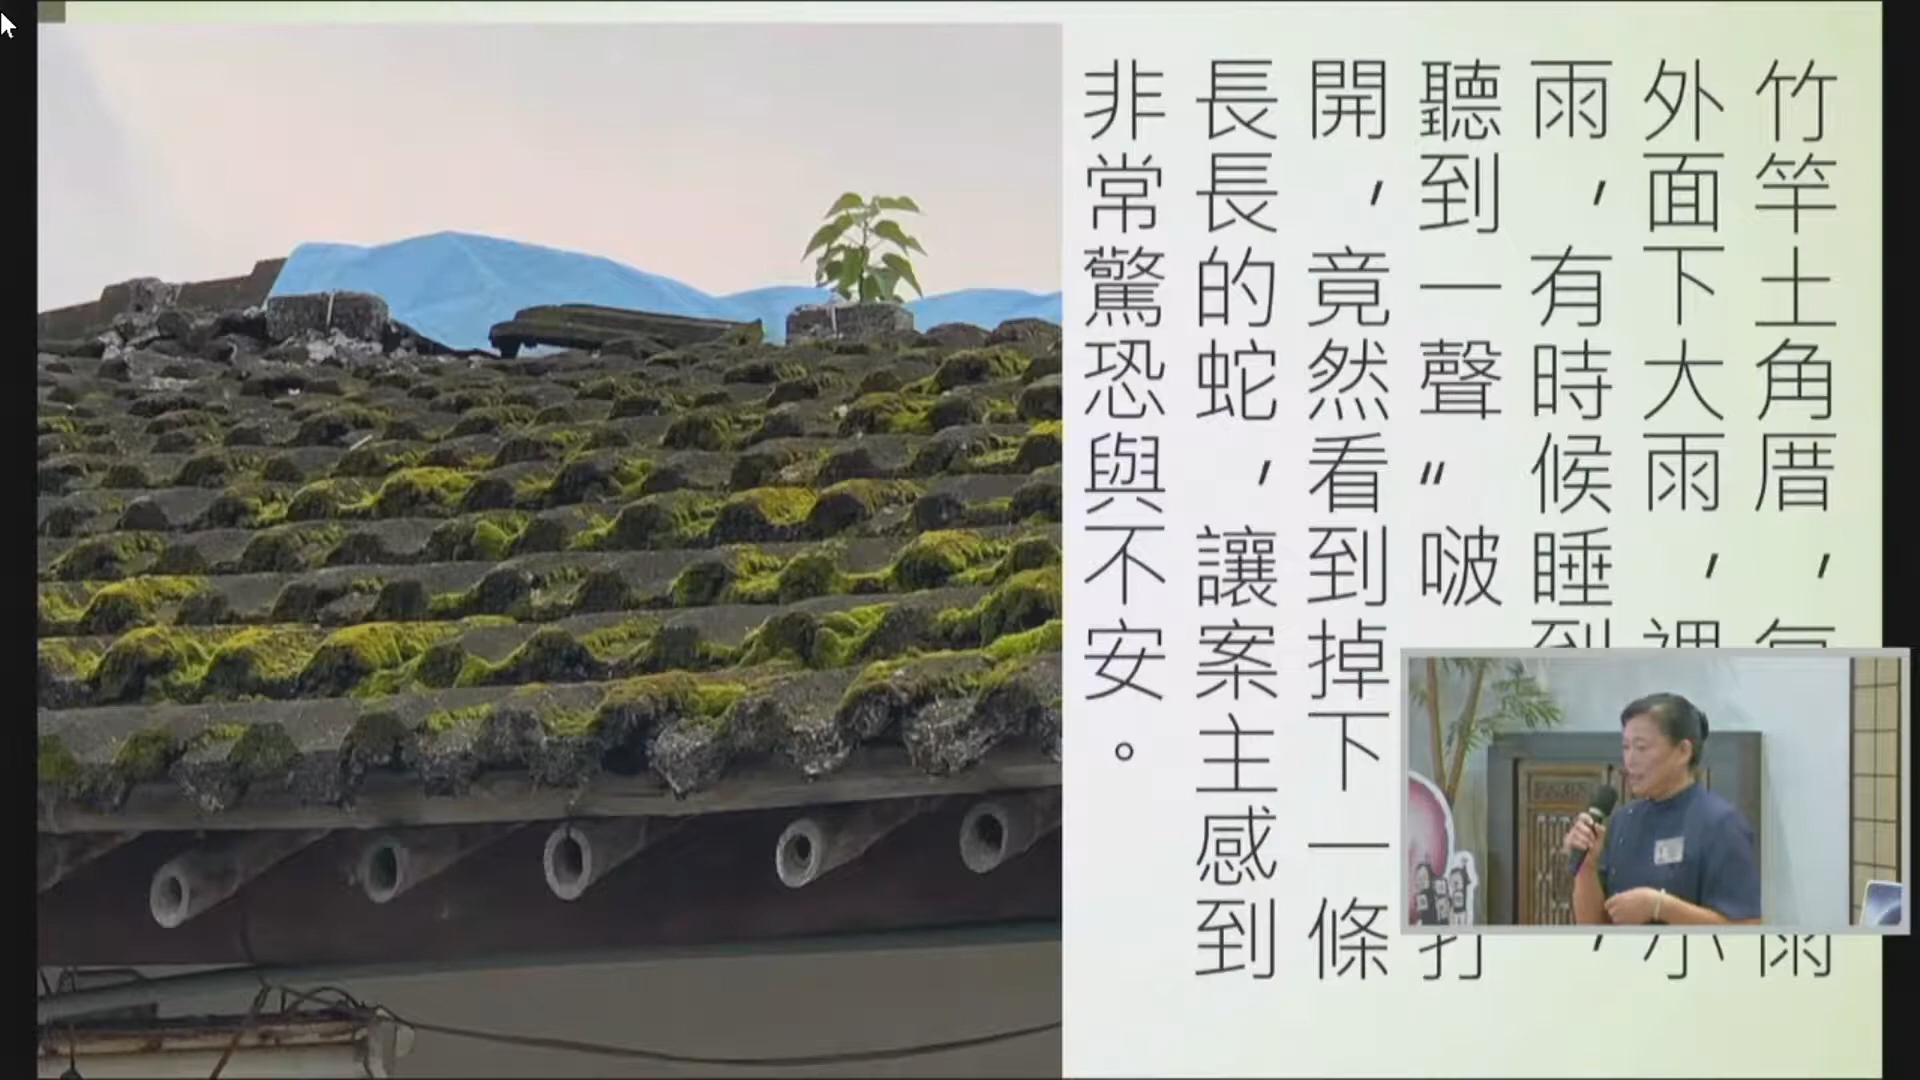 竹竿土角厝，
外面下大雨，
雨，有時候睡到
聽到一聲“啵
開，竟然看到掉下一條
長長的蛇，讓案主感到
非常驚恐與不安。